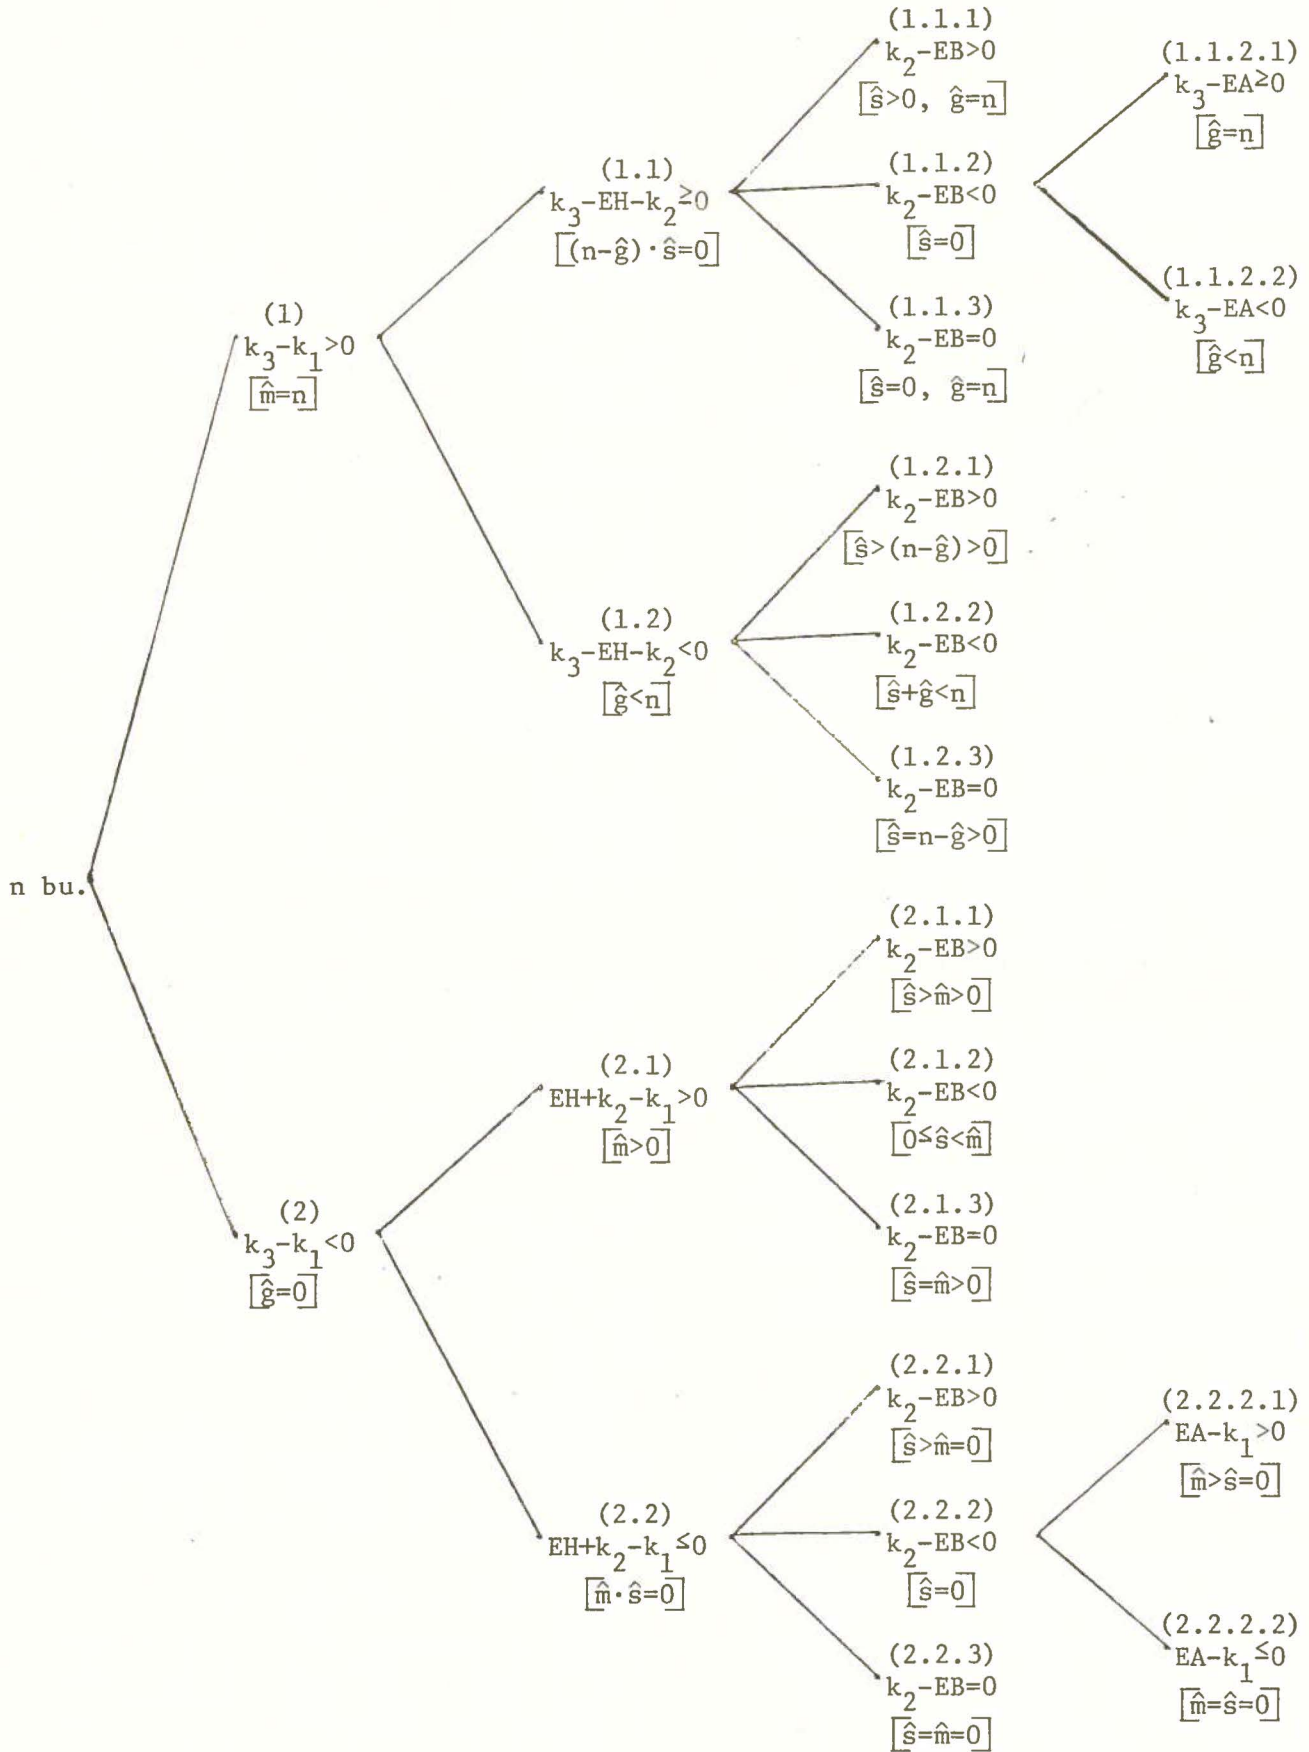 (1.1.1)
k₂-EB>0
[ŝ>0, ĝ=n]
(1.1.2.1)
k₃-EA≥0
[ĝ=n]
(1.1)
k₃-EH-k₂≥0
[(n-ĝ)·ŝ=0]
(1.1.2)
k₂-EB<0
[ŝ=0]
(1.1.2.2)
k₃-EA<0
[ĝ<n]
(1.1.3)
k₂-EB=0
[ŝ=0, ĝ=n]
(1)
k₃-k₁>0
[m̂=n]
(1.2.1)
k₂-EB>0
[ŝ>(n-ĝ)>0]
(1.2)
k₃-EH-k₂<0
[ĝ<n]
(1.2.2)
k₂-EB<0
[ŝ+ĝ<n]
(1.2.3)
k₂-EB=0
[ŝ=n-ĝ>0]
n bu.
(2.1.1)
k₂-EB>0
[ŝ>m̂>0]
(2.1)
EH+k₂-k₁>0
[m̂>0]
(2.1.2)
k₂-EB<0
[0≤ŝ<m̂]
(2.1.3)
k₂-EB=0
[ŝ=m̂>0]
(2)
k₃-k₁<0
[ĝ=0]
(2.2.1)
k₂-EB>0
[ŝ>m̂=0]
(2.2.2.1)
EA-k₁>0
[m̂>ŝ=0]
(2.2)
EH+k₂-k₁≤0
[m̂·ŝ=0]
(2.2.2)
k₂-EB<0
[ŝ=0]
(2.2.2.2)
EA-k₁≤0
[m̂=ŝ=0]
(2.2.3)
k₂-EB=0
[ŝ=m̂=0]